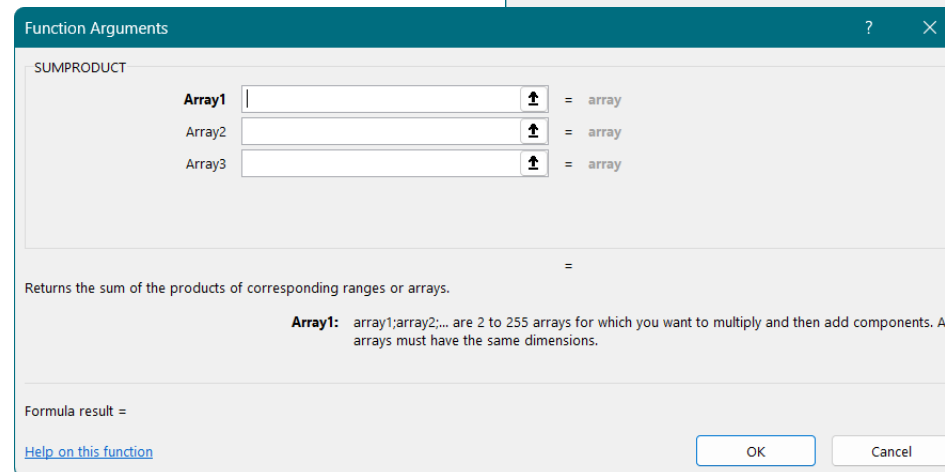 Function Arguments ? ×
SUMPRODUCT
Array1 = array
Array2 = array
Array3 = array
=
Returns the sum of the products of corresponding ranges or arrays.
Array1: array1;array2;... are 2 to 255 arrays for which you want to multiply and then add components. A
arrays must have the same dimensions.
Formula result =
Help on this function OK Cancel